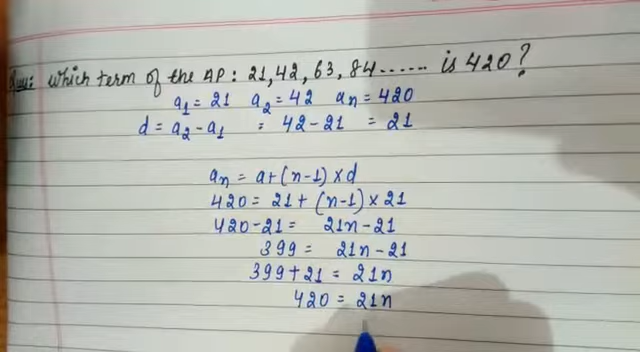 Ques: Which term of the AP: 21, 42, 63, 84...... is 420?
a₁ = 21 a₂ = 42 aₙ = 420
d = a₂ - a₁ = 42 - 21 = 21
aₙ = a + (n-1) × d
420 = 21 + (n-1) × 21
420 - 21 = 21n - 21
399 = 21n - 21
399 + 21 = 21n
420 = 21n